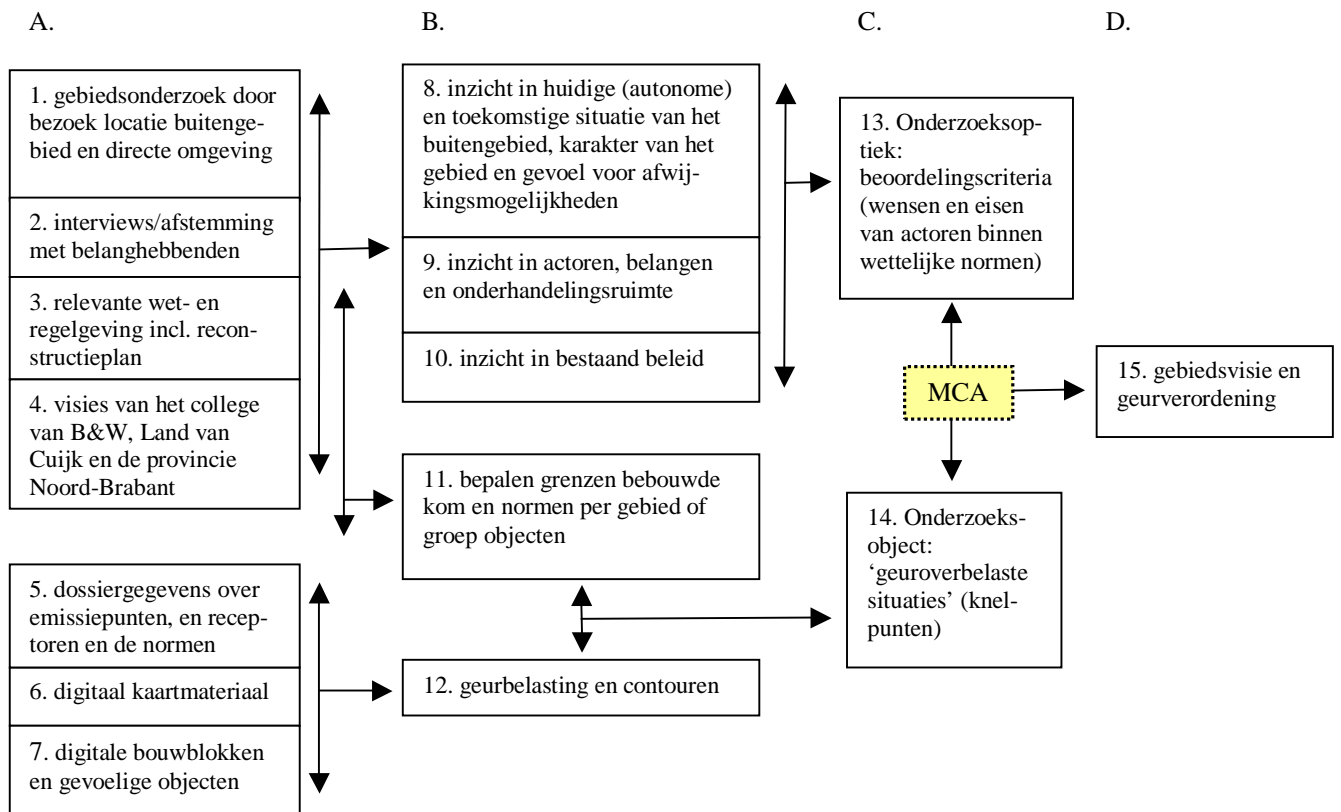 A.
B.
C.
D.
1. gebiedsonderzoek door
bezoek locatie buitenge-
bied en directe omgeving
2. interviews/afstemming
met belanghebbenden
3. relevante wet- en
regelgeving incl. recon-
structieplan
4. visies van het college
van B&W, Land van
Cuijk en de provincie
Noord-Brabant
5. dossiergegevens over
emissiepunten, en recep-
toren en de normen
6. digitaal kaartmateriaal
7. digitale bouwblokken
en gevoelige objecten
8. inzicht in huidige (autonome)
en toekomstige situatie van het
buitengebied, karakter van het
gebied en gevoel voor afwij-
kingsmogelijkheden
9. inzicht in actoren, belangen
en onderhandelingsruimte
10. inzicht in bestaand beleid
11. bepalen grenzen bebouwde
kom en normen per gebied of
groep objecten
12. geurbelasting en contouren
13. Onderzoeksop-
tiek:
beoordelingscriteria
(wensen en eisen
van actoren binnen
wettelijke normen)
MCA
14. Onderzoeks-
object:
‘geuroverbelaste
situaties’ (knel-
punten)
15. gebiedsvisie en
geurverordening